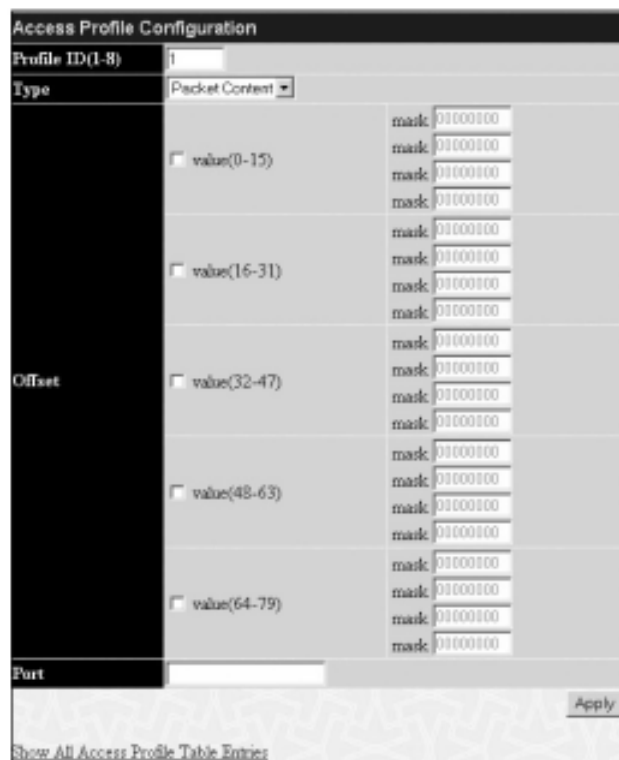 Access Profile Configuration
Profile ID(1-8) 1
Type Packet Content
Offset
value(0-15)
mask 00000000
mask 00000000
mask 00000000
mask 00000000
value(16-31)
mask 00000000
mask 00000000
mask 00000000
mask 00000000
value(32-47)
mask 00000000
mask 00000000
mask 00000000
mask 00000000
value(48-63)
mask 00000000
mask 00000000
mask 00000000
mask 00000000
value(64-79)
mask 00000000
mask 00000000
mask 00000000
mask 00000000
Port
Apply
Show All Access Profile Table Entries